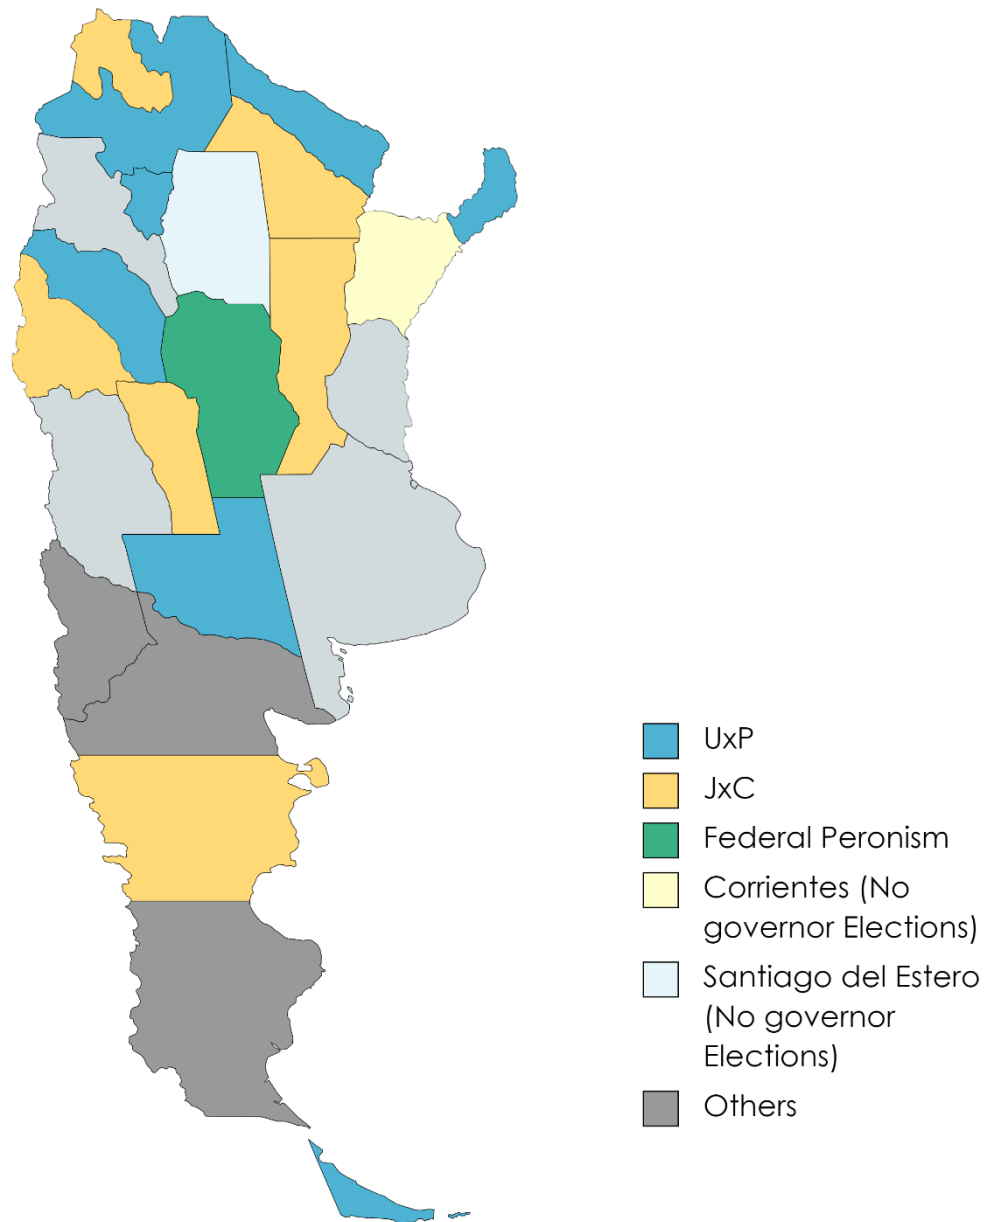 UxP
JxC
Federal Peronism
Corrientes (No
governor Elections)
Santiago del Estero
(No governor
Elections)
Others